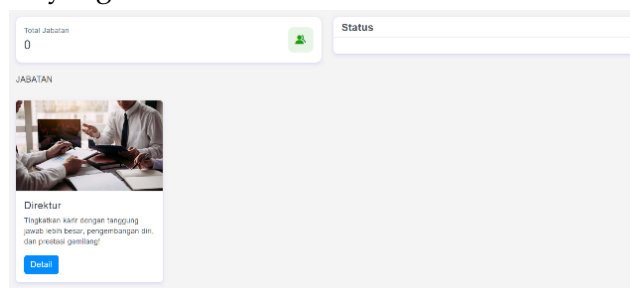 Total Jabatan
0
Status
JABATAN
Direktur
Tingkatkan karir dengan tanggung
jawab lebih besar, pengembangan diri,
dan prestasi gemilang!
Detail